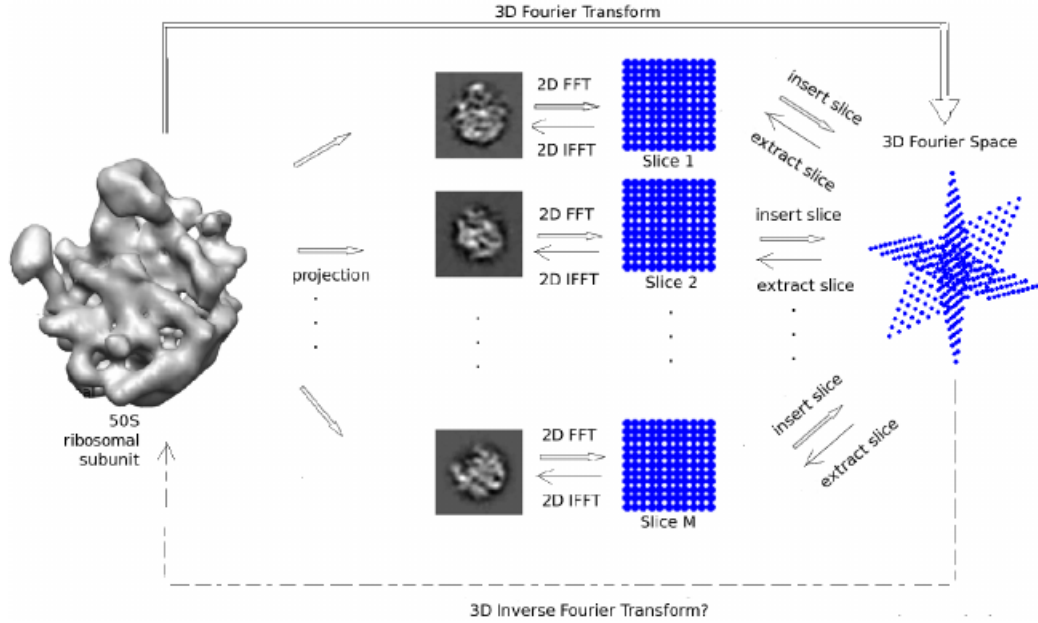 3D Fourier Transform
2D FFT
2D IFFT
Slice 1
insert slice
extract slice
3D Fourier Space
projection
2D FFT
2D IFFT
Slice 2
insert slice
extract slice
50S
ribosomal
subunit
2D FFT
2D IFFT
Slice M
insert slice
extract slice
3D Inverse Fourier Transform?